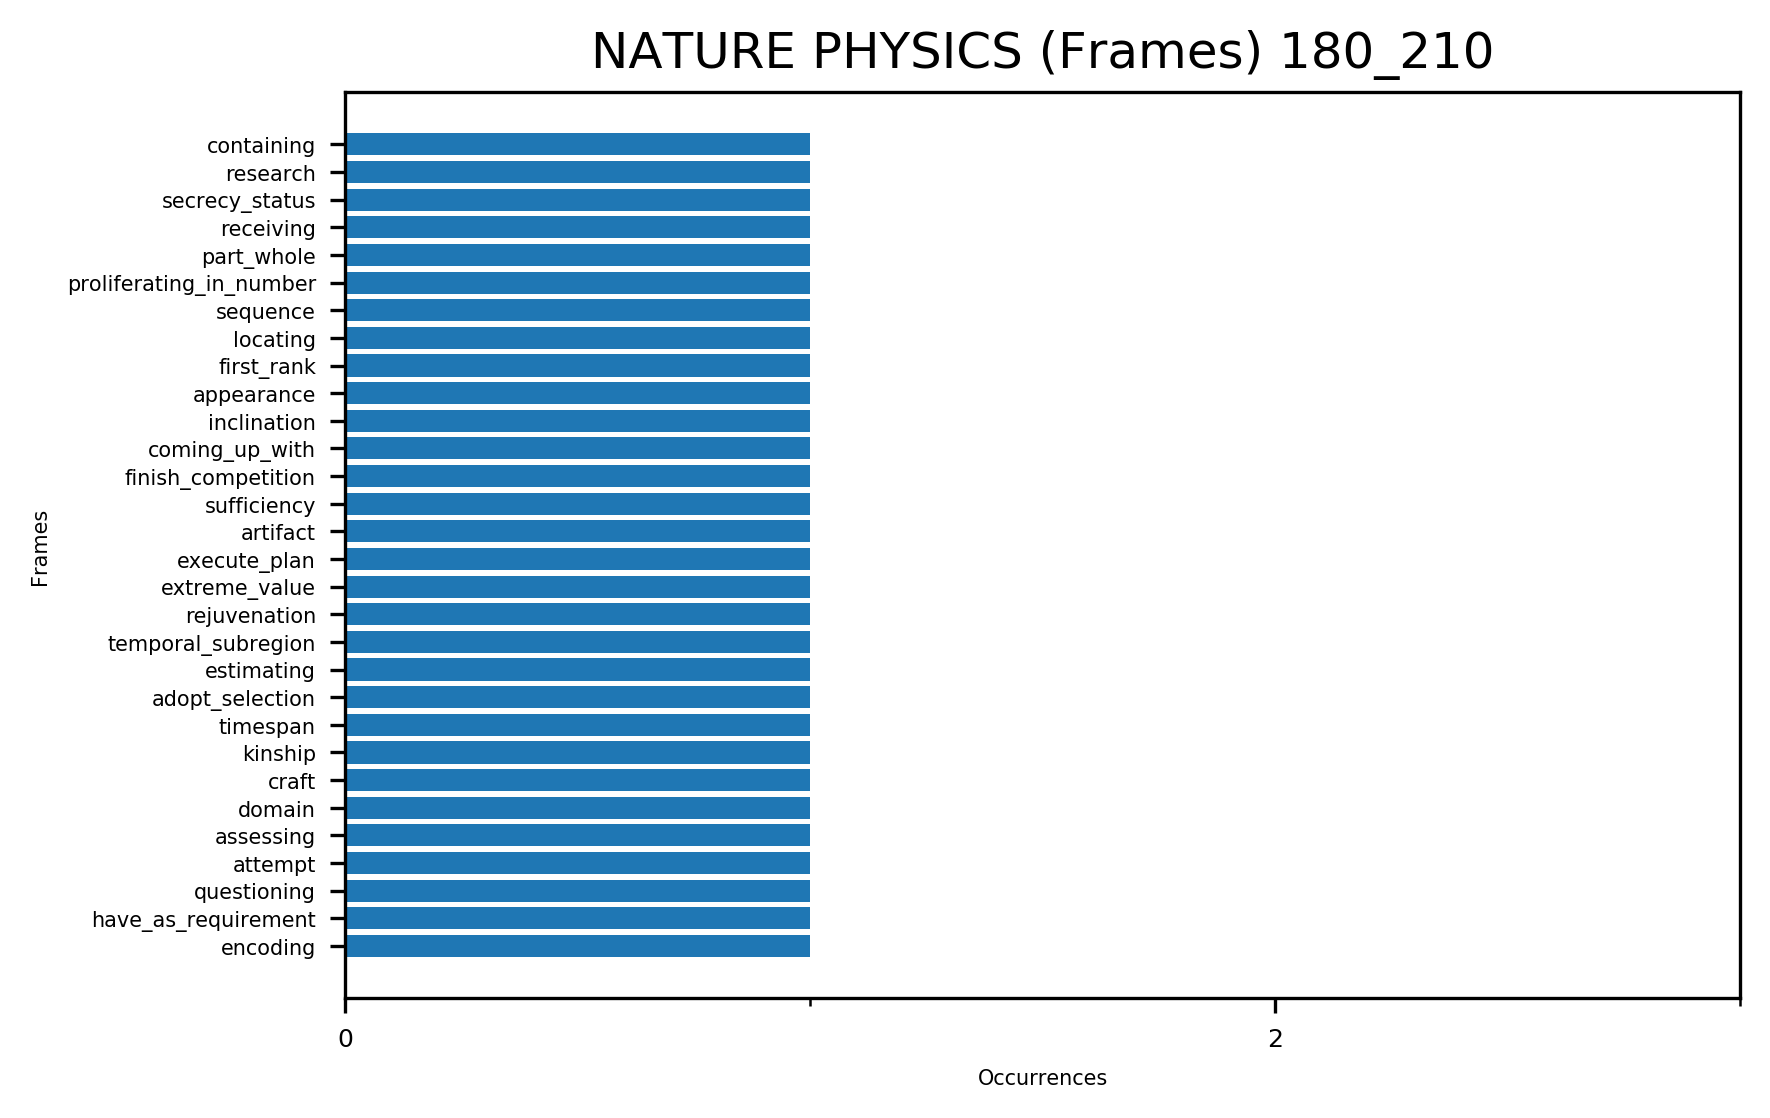 NATURE PHYSICS (Frames) 180_210
containing
research
secrecy_status
receiving
part_whole
proliferating_in_number
sequence
locating
first_rank
appearance
inclination
coming_up_with
finish_competition
sufficiency
artifact
execute_plan
extreme_value
rejuvenation
temporal_subregion
estimating
adopt_selection
timespan
kinship
craft
domain
assessing
attempt
questioning
have_as_requirement
encoding
Frames
0
2
Occurrences